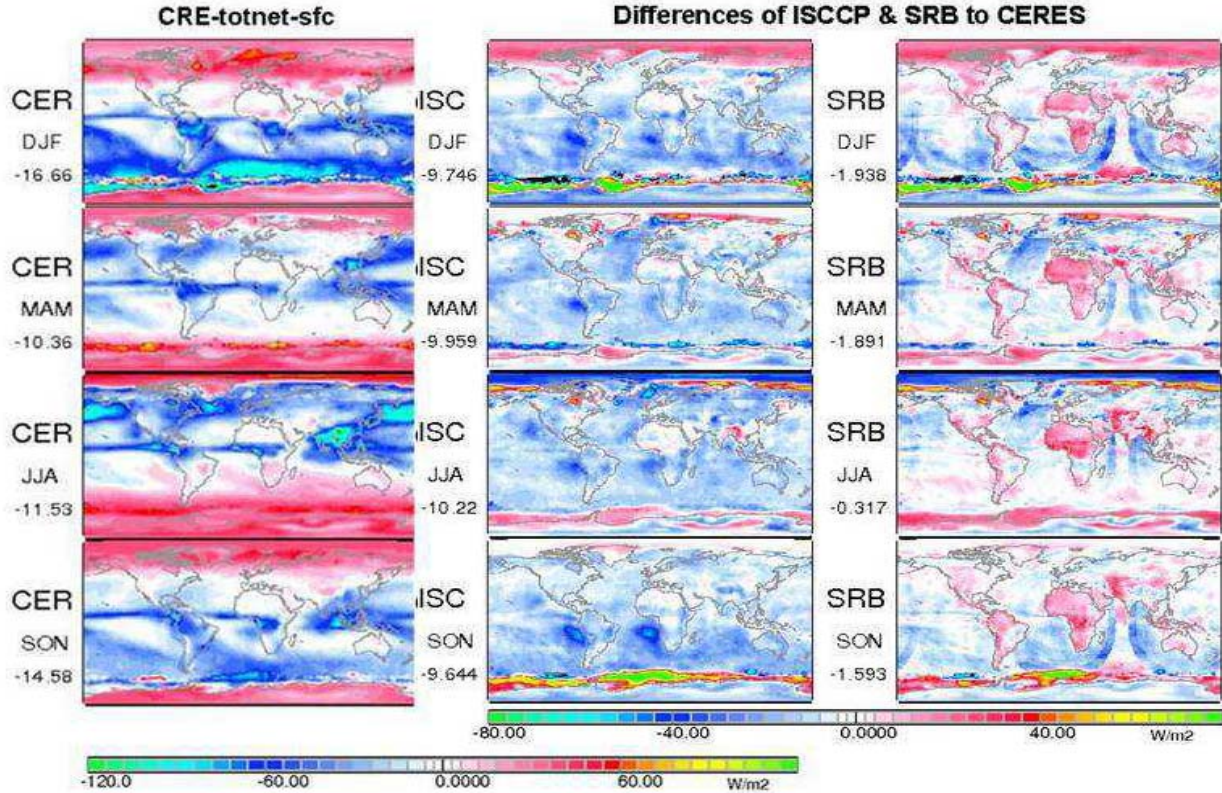 CRE-totnet-sfc
Differences of ISCCP & SRB to CERES
CER
DJF
-16.66
ISC
DJF
-9.746
SRB
DJF
-1.938
CER
MAM
-10.36
ISC
MAM
-9.959
SRB
MAM
-1.891
CER
JJA
-11.53
ISC
JJA
-10.22
SRB
JJA
-0.317
CER
SON
-14.58
ISC
SON
-9.644
SRB
SON
-1.593
-80.00 -40.00 0.0000 40.00 W/m2
-120.0 -60.00 0.0000 60.00 W/m2